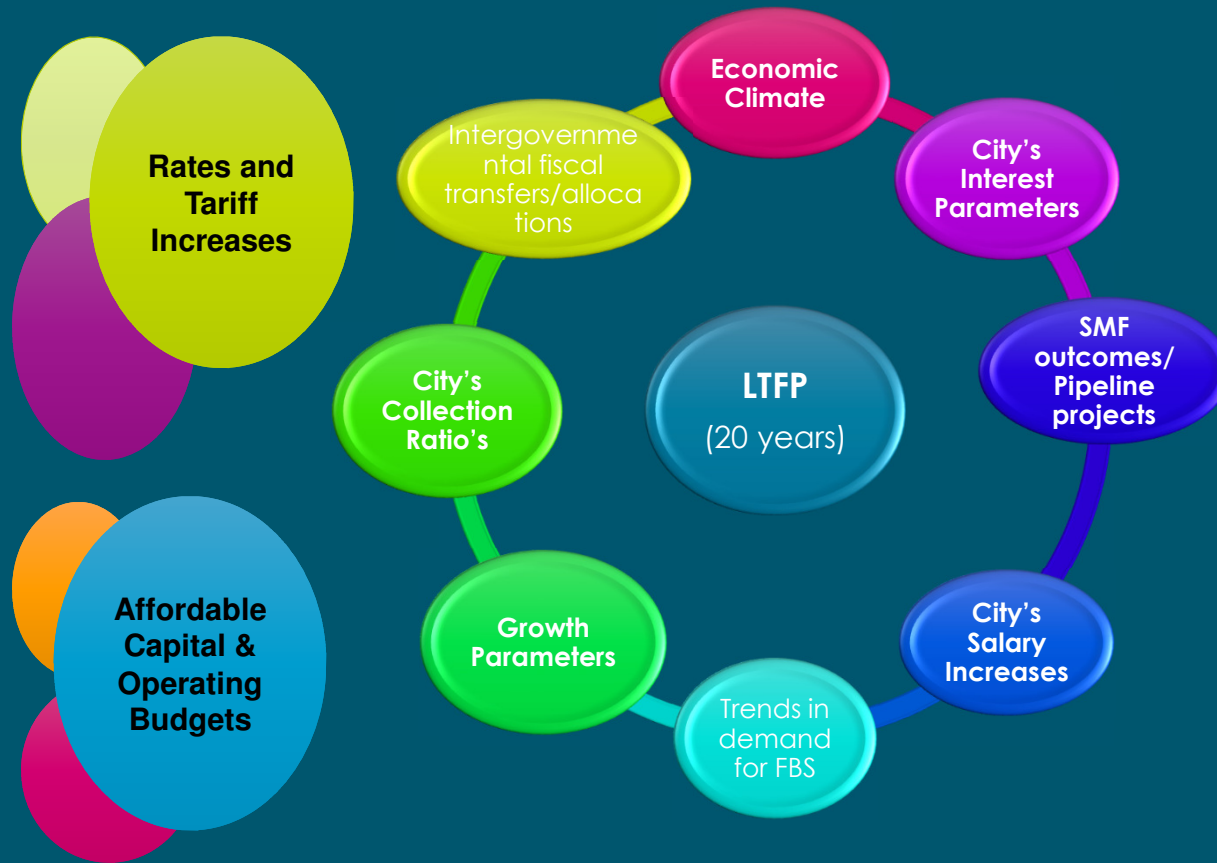 Rates and
Tariff
Increases
Affordable
Capital &
Operating
Budgets
Economic
Climate
City’s
Interest
Parameters
SMF
outcomes/
Pipeline
projects
City’s
Salary
Increases
Trends in
demand
for FBS
Growth
Parameters
City’s
Collection
Ratio’s
Intergovernme
ntal fiscal
transfers/alloca
tions
LTFP
(20 years)